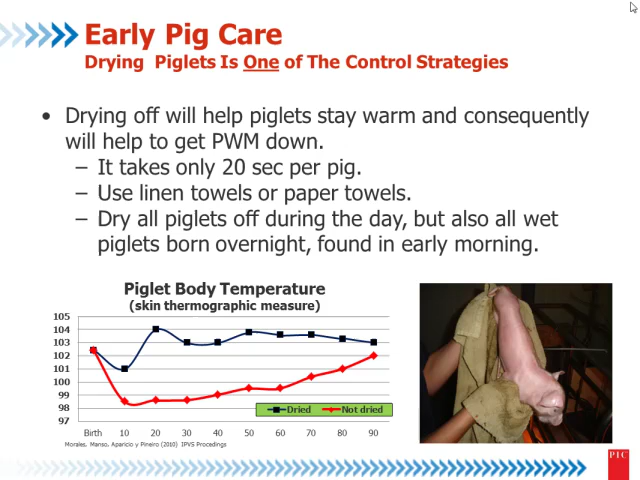 Early Pig Care
Drying Piglets Is One of The Control Strategies
• Drying off will help piglets stay warm and consequently
will help to get PWM down.
– It takes only 20 sec per pig.
– Use linen towels or paper towels.
– Dry all piglets off during the day, but also all wet
piglets born overnight, found in early morning.
Piglet Body Temperature
(skin thermographic measure)
105
104
103
102
101
100
99
98
97
Dried Not dried
Birth 10 20 30 40 50 60 70 80 90
Morales, Manso, Aparicio y Pineiro (2010) IPVS Procedings
PIC